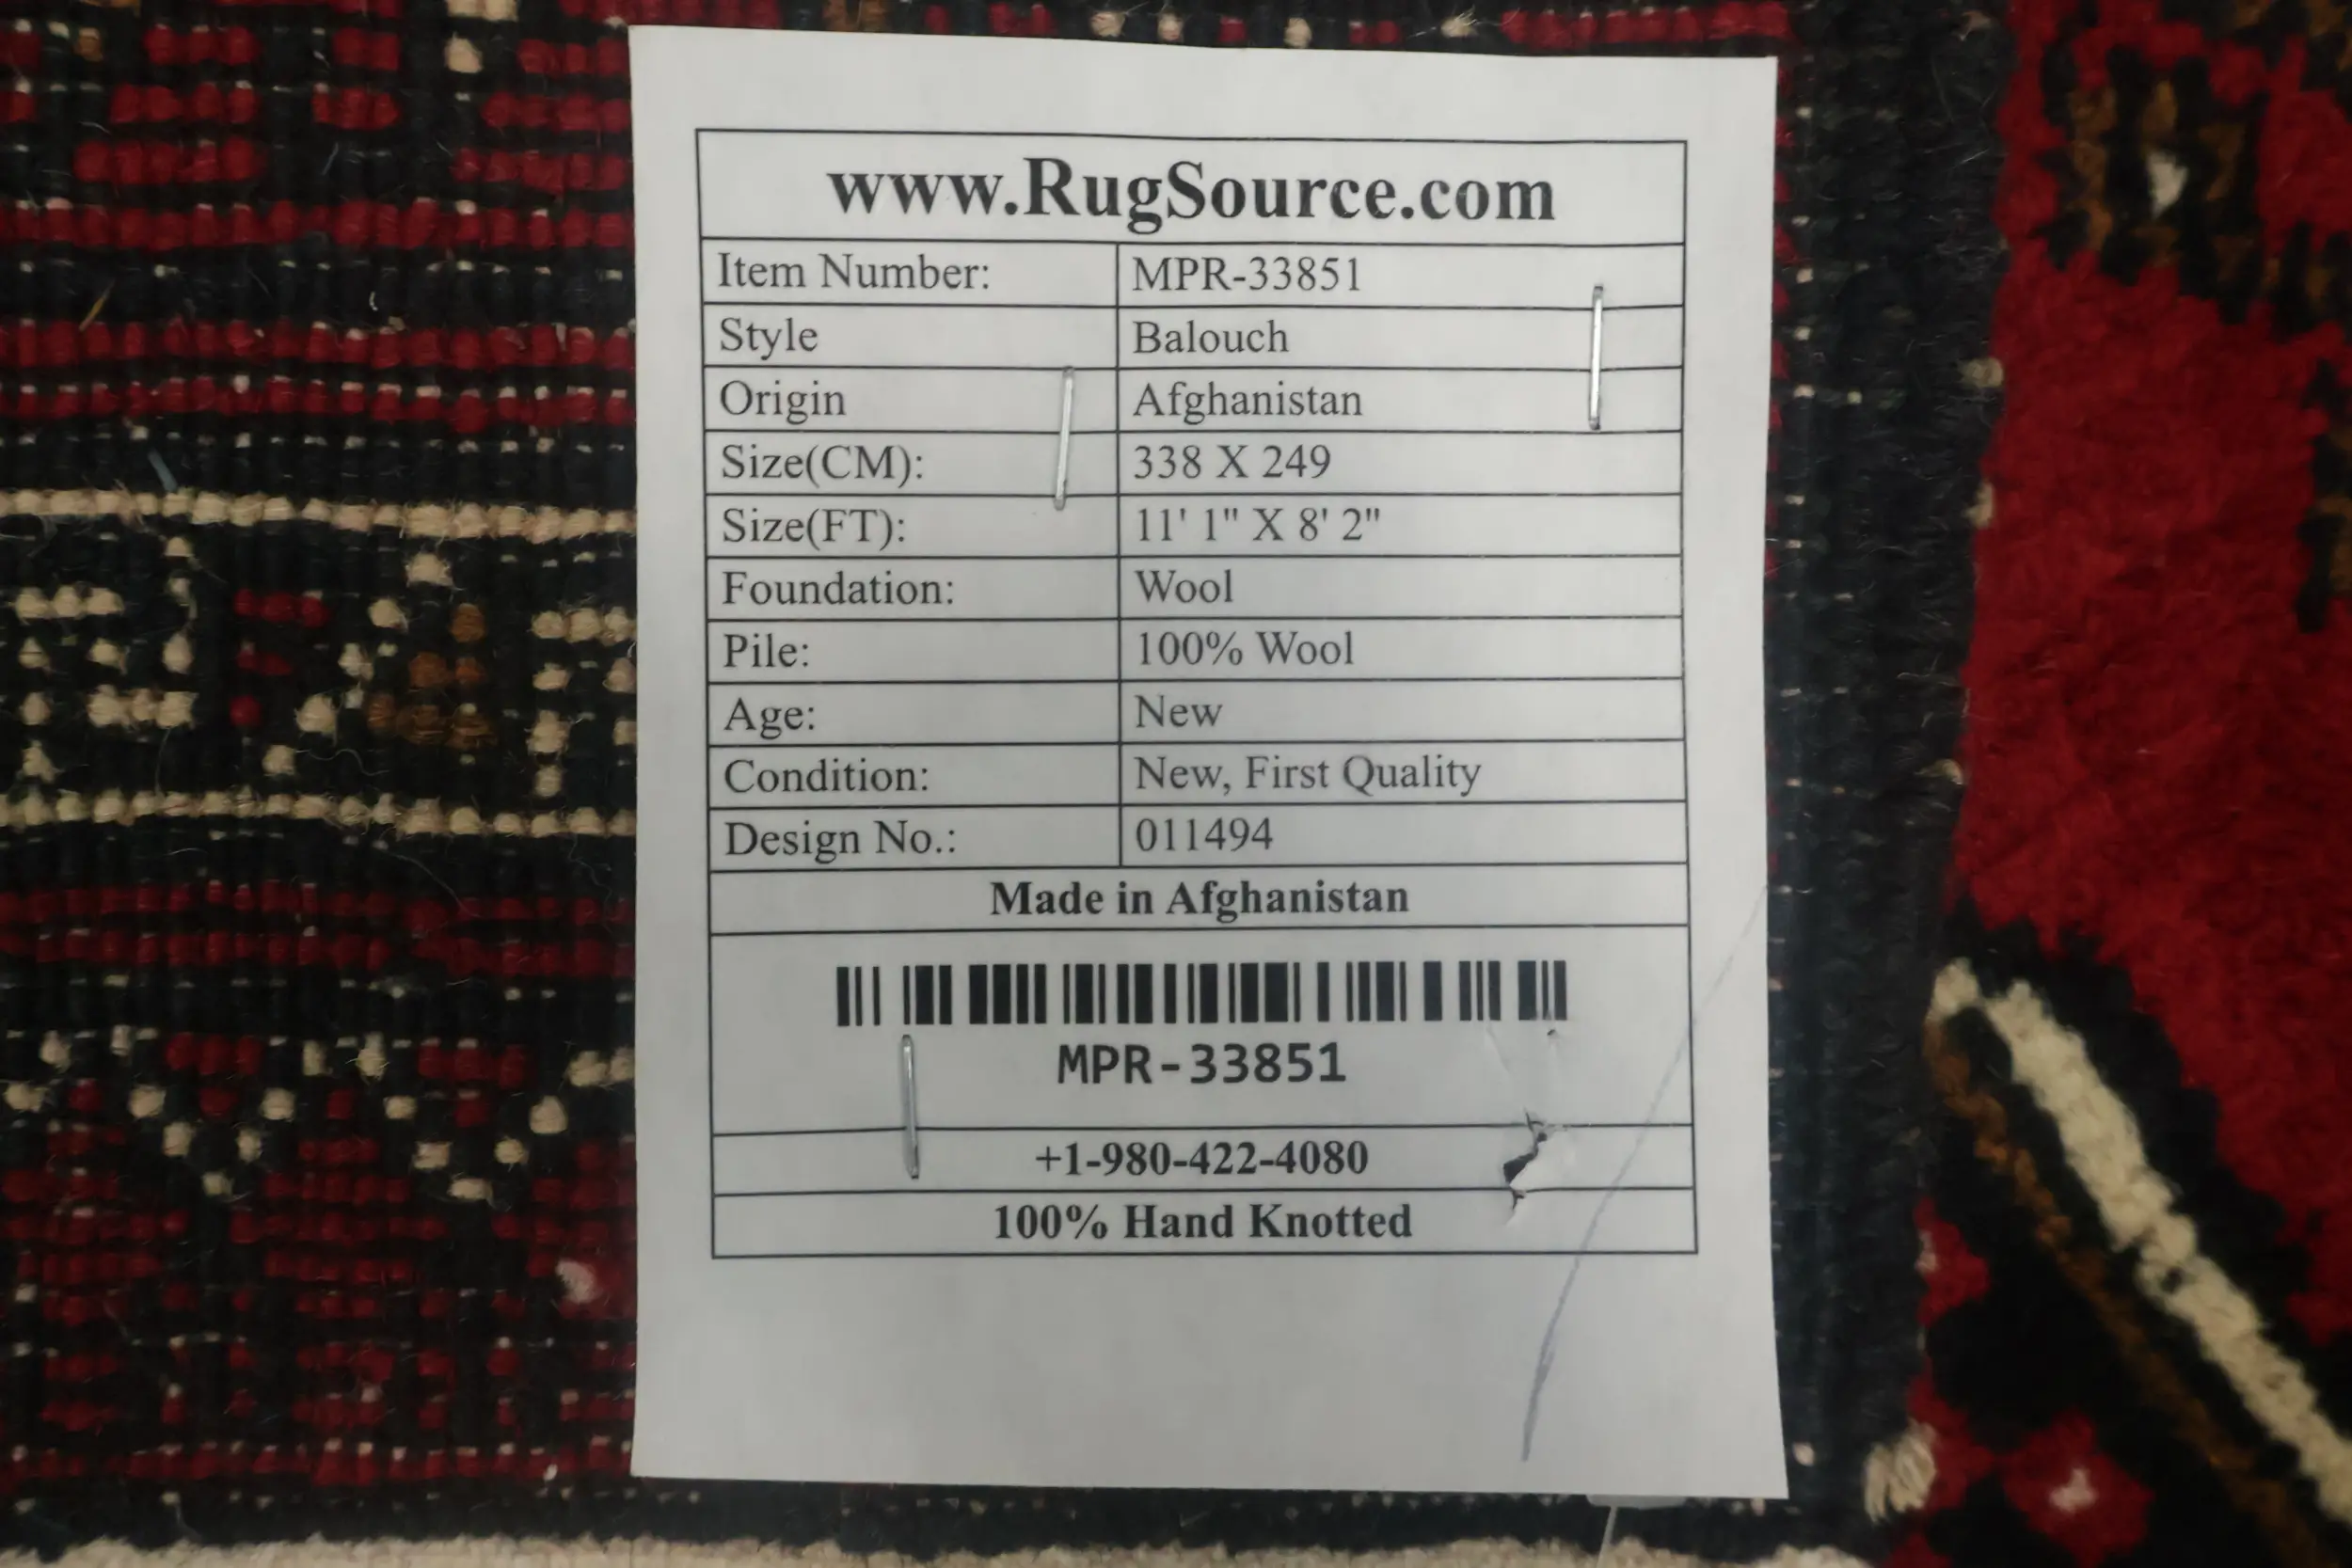 www.RugSource.com
Item Number: MPR-33851
Style Balouch
Origin Afghanistan
Size(CM): 338 X 249
Size(FT): 11' 1" X 8' 2"
Foundation: Wool
Pile: 100% Wool
Age: New
Condition: New, First Quality
Design No.: 011494
Made in Afghanistan
MPR-33851
+1-980-422-4080
100% Hand Knotted